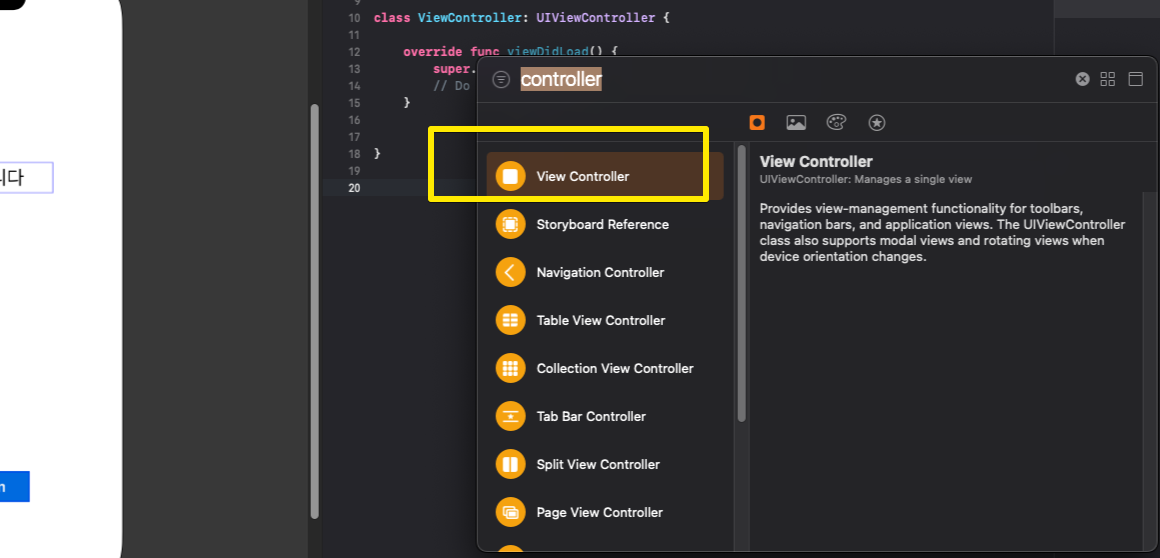 10 class ViewController: UIViewController {
11
12 override func viewDidLoad() {
13 super.
14 // Do
15 }
16
17
18 }
19
20
니다
controller
View Controller
Storyboard Reference
Navigation Controller
Table View Controller
Collection View Controller
Tab Bar Controller
Split View Controller
Page View Controller
View Controller
UIViewController: Manages a single view
Provides view-management functionality for toolbars,
navigation bars, and application views. The UIViewController
class also supports modal views and rotating views when
device orientation changes.